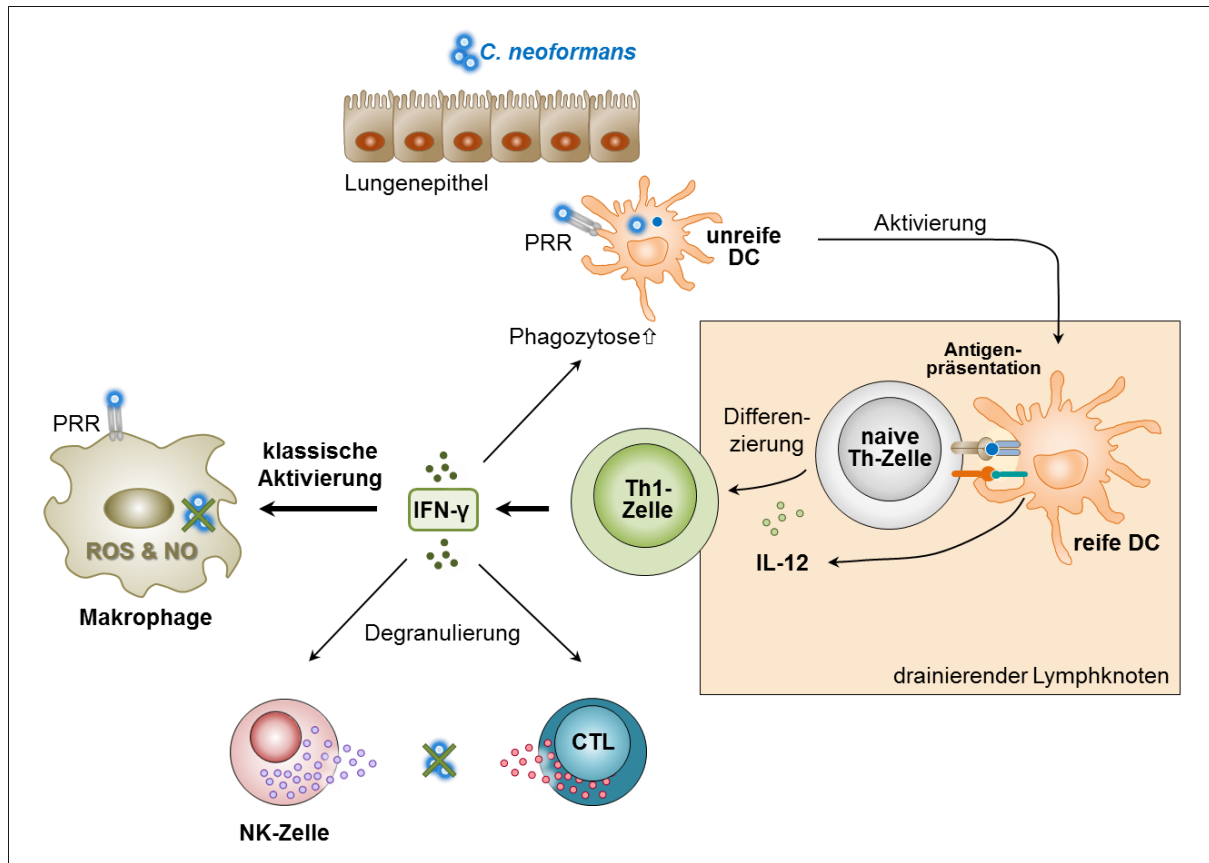 C. neoformans
Lungenepithel
PRR
unreife
DC
Aktivierung
Phagozytose⇧
Antigen-
präsentation
Differen-
zierung
naive
Th-Zelle
PRR
klassische
Aktivierung
Th1-
Zelle
IFN-γ
ROS & NO
IL-12
reife DC
Makrophage
Degranulierung
drainierender Lymphknoten
CTL
NK-Zelle